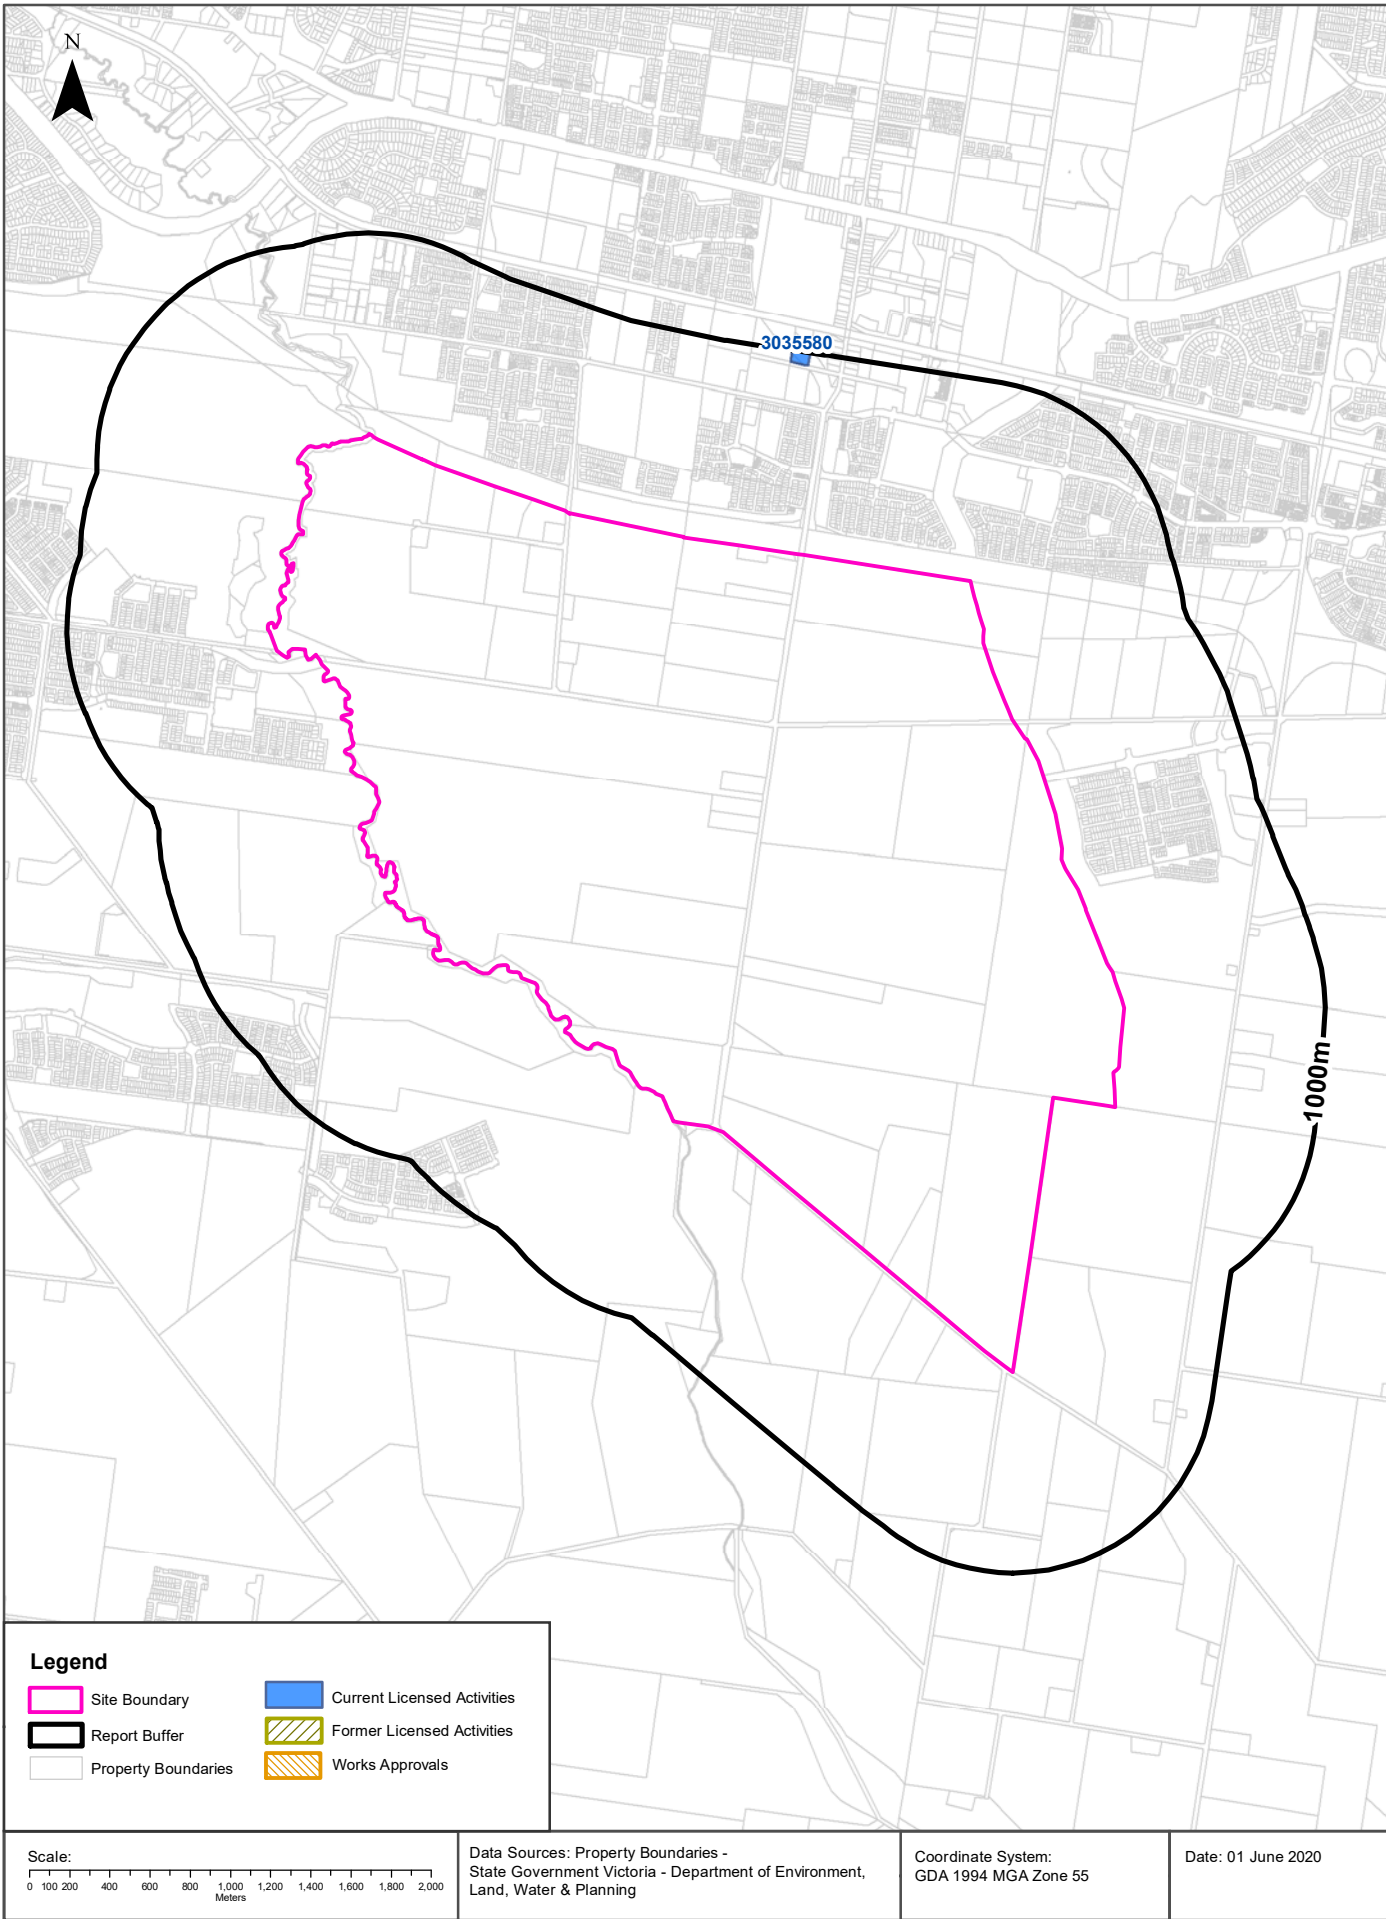 N
3035580
1000m
Legend
Site Boundary
Report Buffer
Property Boundaries
Current Licensed Activities
Former Licensed Activities
Works Approvals
Scale:
0 100 200 400 600 800 1,000 1,200 1,400 1,600 1,800 2,000
Meters
Data Sources: Property Boundaries -
State Government Victoria - Department of Environment,
Land, Water & Planning
Coordinate System:
GDA 1994 MGA Zone 55
Date: 01 June 2020